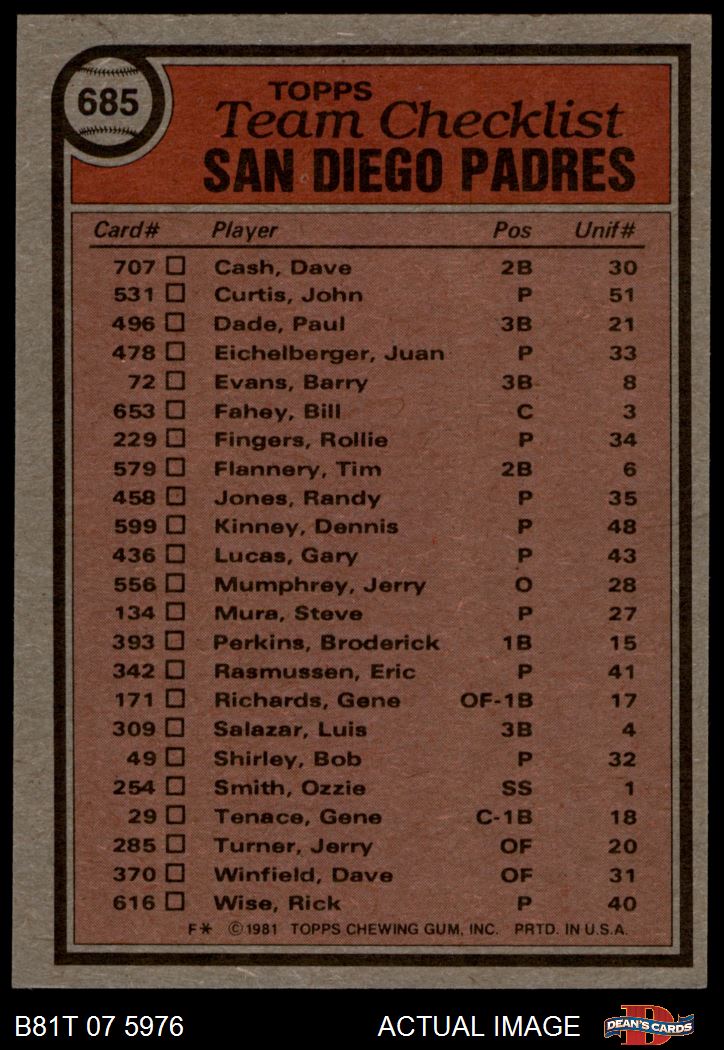 685
TOPPS
Team Checklist
SAN DIEGO PADRES
Card# Player Pos Unif#
707 Cash, Dave 2B 30
531 Curtis, John P 51
496 Dade, Paul 3B 21
478 Eichelberger, Juan P 33
72 Evans, Barry 3B 8
653 Fahey, Bill C 3
229 Fingers, Rollie P 34
579 Flannery, Tim 2B 6
458 Jones, Randy P 35
599 Kinney, Dennis P 48
436 Lucas, Gary P 43
556 Mumphrey, Jerry O 28
134 Mura, Steve P 27
393 Perkins, Broderick 1B 15
342 Rasmussen, Eric P 41
171 Richards, Gene OF-1B 17
309 Salazar, Luis 3B 4
49 Shirley, Bob P 32
254 Smith, Ozzie SS 1
29 Tenace, Gene C-1B 18
285 Turner, Jerry OF 20
370 Winfield, Dave OF 31
616 Wise, Rick P 40
F* ©1981 TOPPS CHEWING GUM, INC. PRTD. IN U.S.A.
B81T 07 5976 ACTUAL IMAGE DEAN'S CARDS